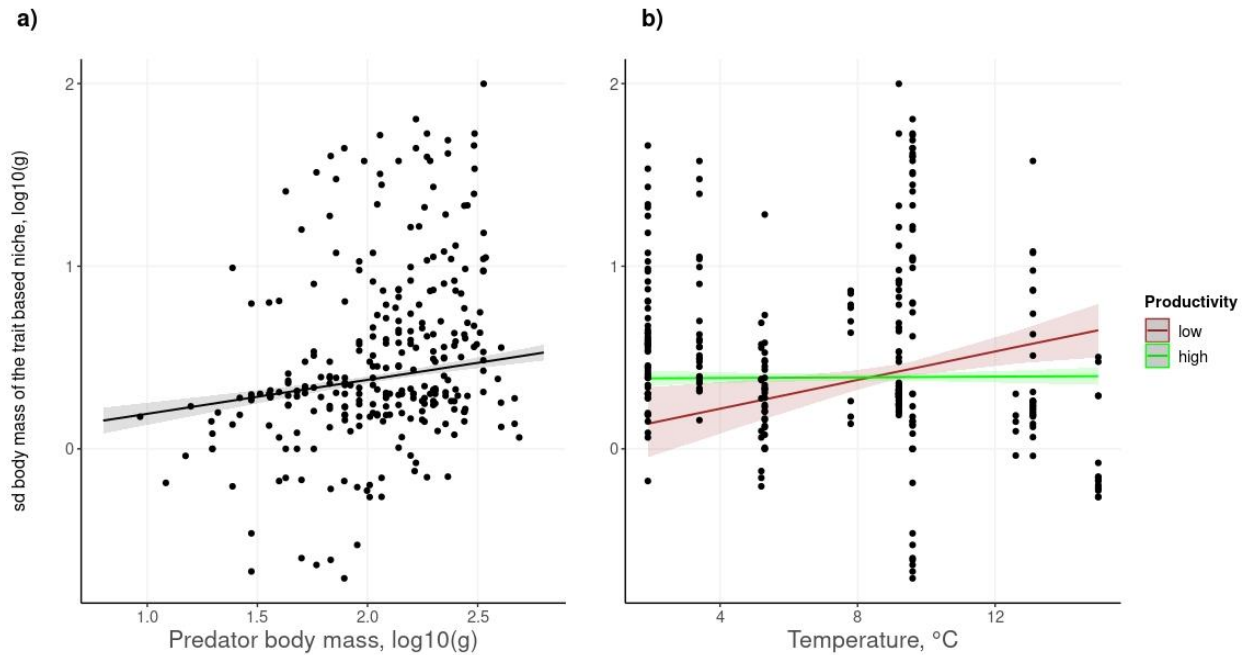 a)
b)
sd body mass of the trait based niche, log10(g)
2
1
0
1.0
1.5
2.0
2.5
Predator body mass, log10(g)
2
1
0
4
8
12
Temperature, °C
Productivity
low
high